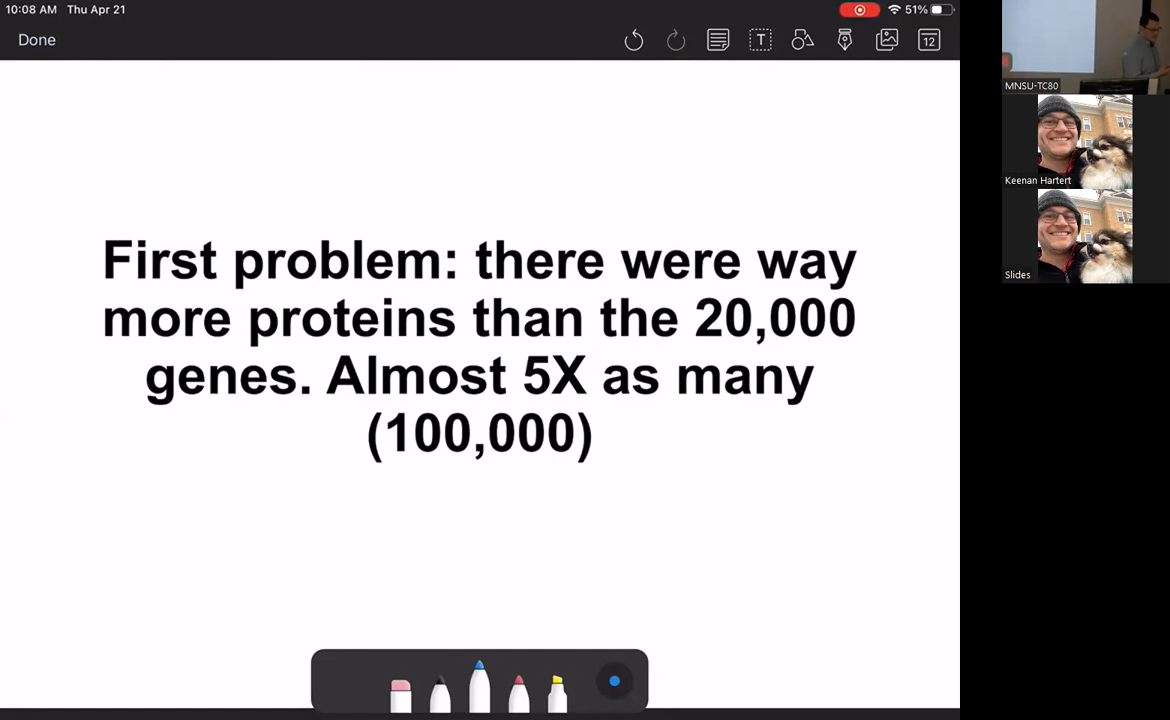 10:08 AM Thu Apr 21
51%
Done
T
12
First problem: there were way
more proteins than the 20,000
genes. Almost 5X as many
(100,000)
MNSU-TC80
Keenan Hartert
Slides